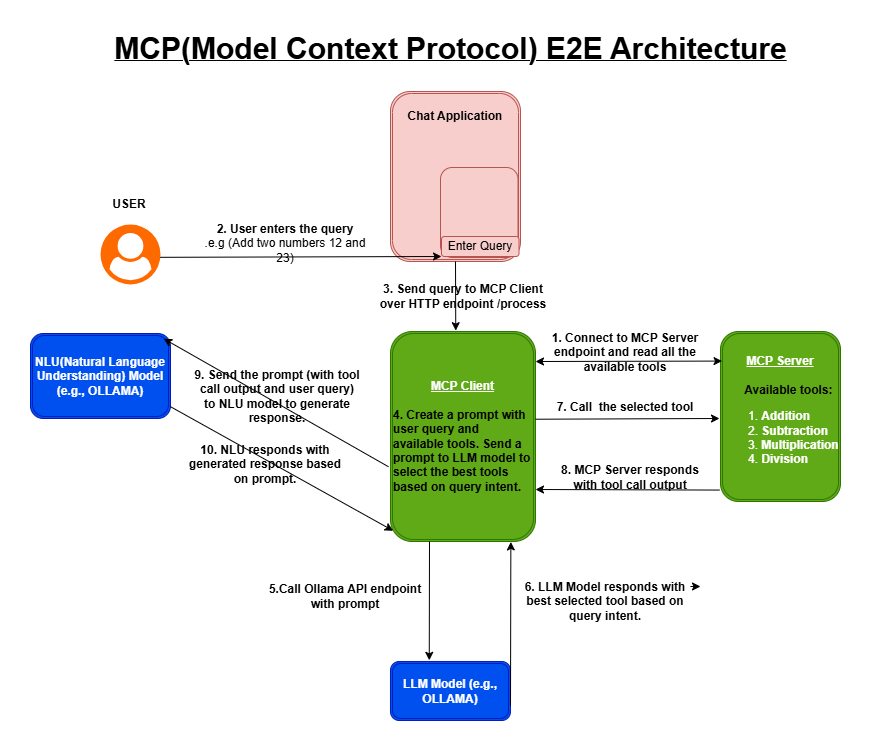 MCP(Model Context Protocol) E2E Architecture
Chat Application
Enter Query
USER
2. User enters the query
.e.g (Add two numbers 12 and
23)
3. Send query to MCP Client
over HTTP endpoint /process
1. Connect to MCP Server
endpoint and read all the
available tools
NLU(Natural Language
Understanding) Model
(e.g., OLLAMA)
9. Send the prompt (with tool
call output and user query)
to NLU model to generate
response.
10. NLU responds with
generated response based
on prompt.
MCP Client
4. Create a prompt with
user query and
available tools. Send a
prompt to LLM model to
select the best tools
based on query intent.
7. Call  the selected tool
8. MCP Server responds
with tool call output
MCP Server
Available tools:
1. Addition
2. Subtraction
3. Multiplication
4. Division
5.Call Ollama API endpoint
with prompt
6. LLM Model responds with
best selected tool based on
query intent.
LLM Model (e.g.,
OLLAMA)